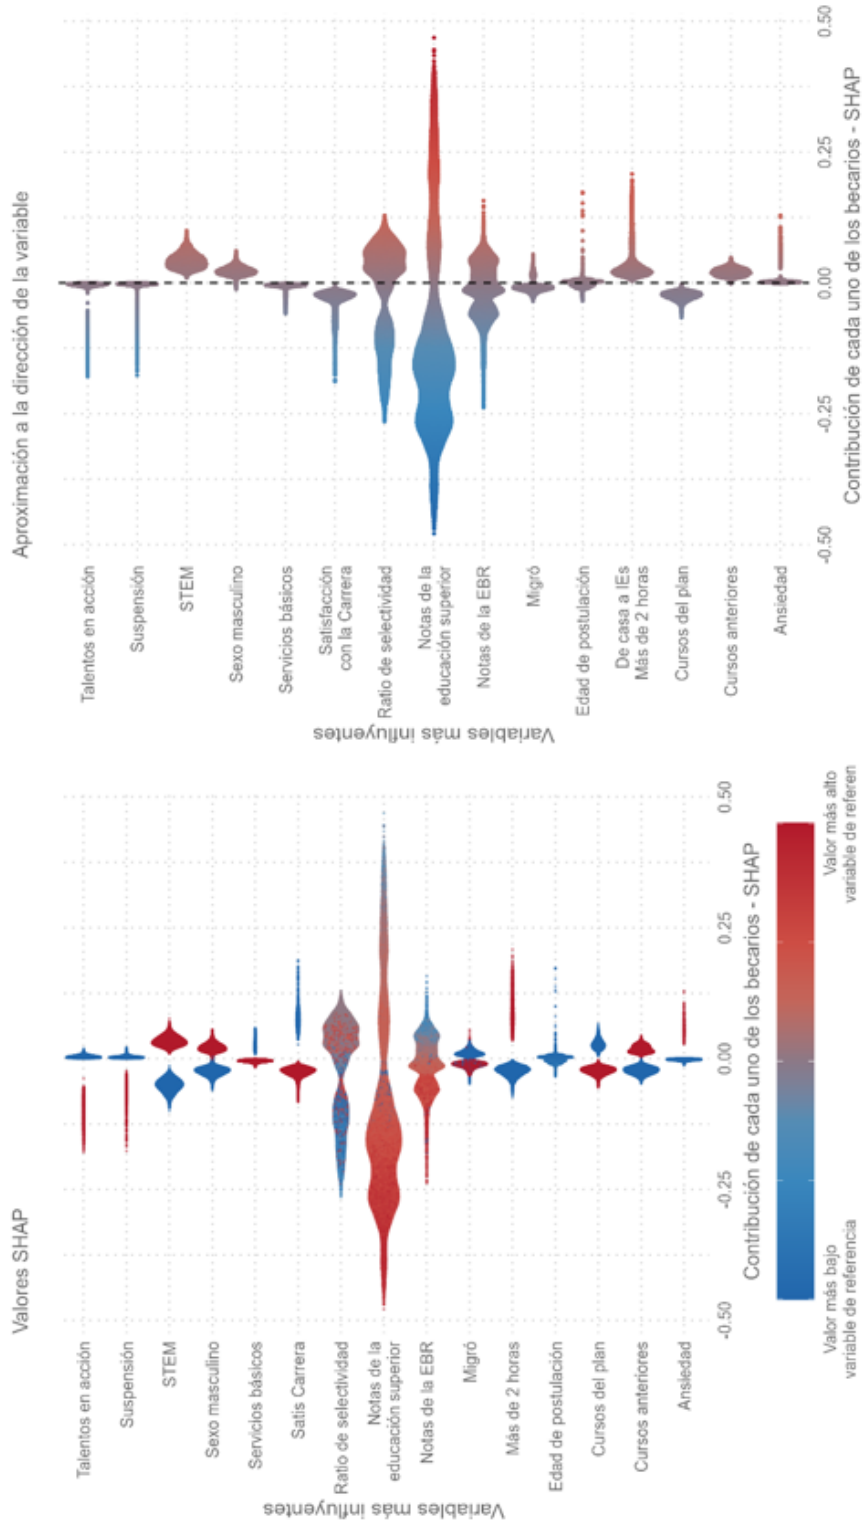 Valores SHAP
Talentos en acción
Suspensión
STEM
Sexo masculino
Servicios básicos
Satis Carrera
Ratio de selectividad
Notas de la
educación superior
Notas de la EBR
Migró
Más de 2 horas
Edad de postulación
Cursos del plan
Cursos anteriores
Ansiedad
Variables más influyentes
-0.50
-0.25
0.00
0.25
0.50
Contribución de cada uno de los becarios - SHAP
Valor más bajo
variable de referencia
Valor más alto
variable de referen
Aproximación a la dirección de la variable
Talentos en acción
Suspensión
STEM
Sexo masculino
Servicios básicos
Satisfacción
con la Carrera
Ratio de selectividad
Notas de la
educación superior
Notas de la EBR
Migró
Edad de postulación
De casa a IEs
Más de 2 horas
Cursos del plan
Cursos anteriores
Ansiedad
Variables más influyentes
-0.50
-0.25
0.00
0.25
0.50
Contribución de cada uno de los becarios - SHAP